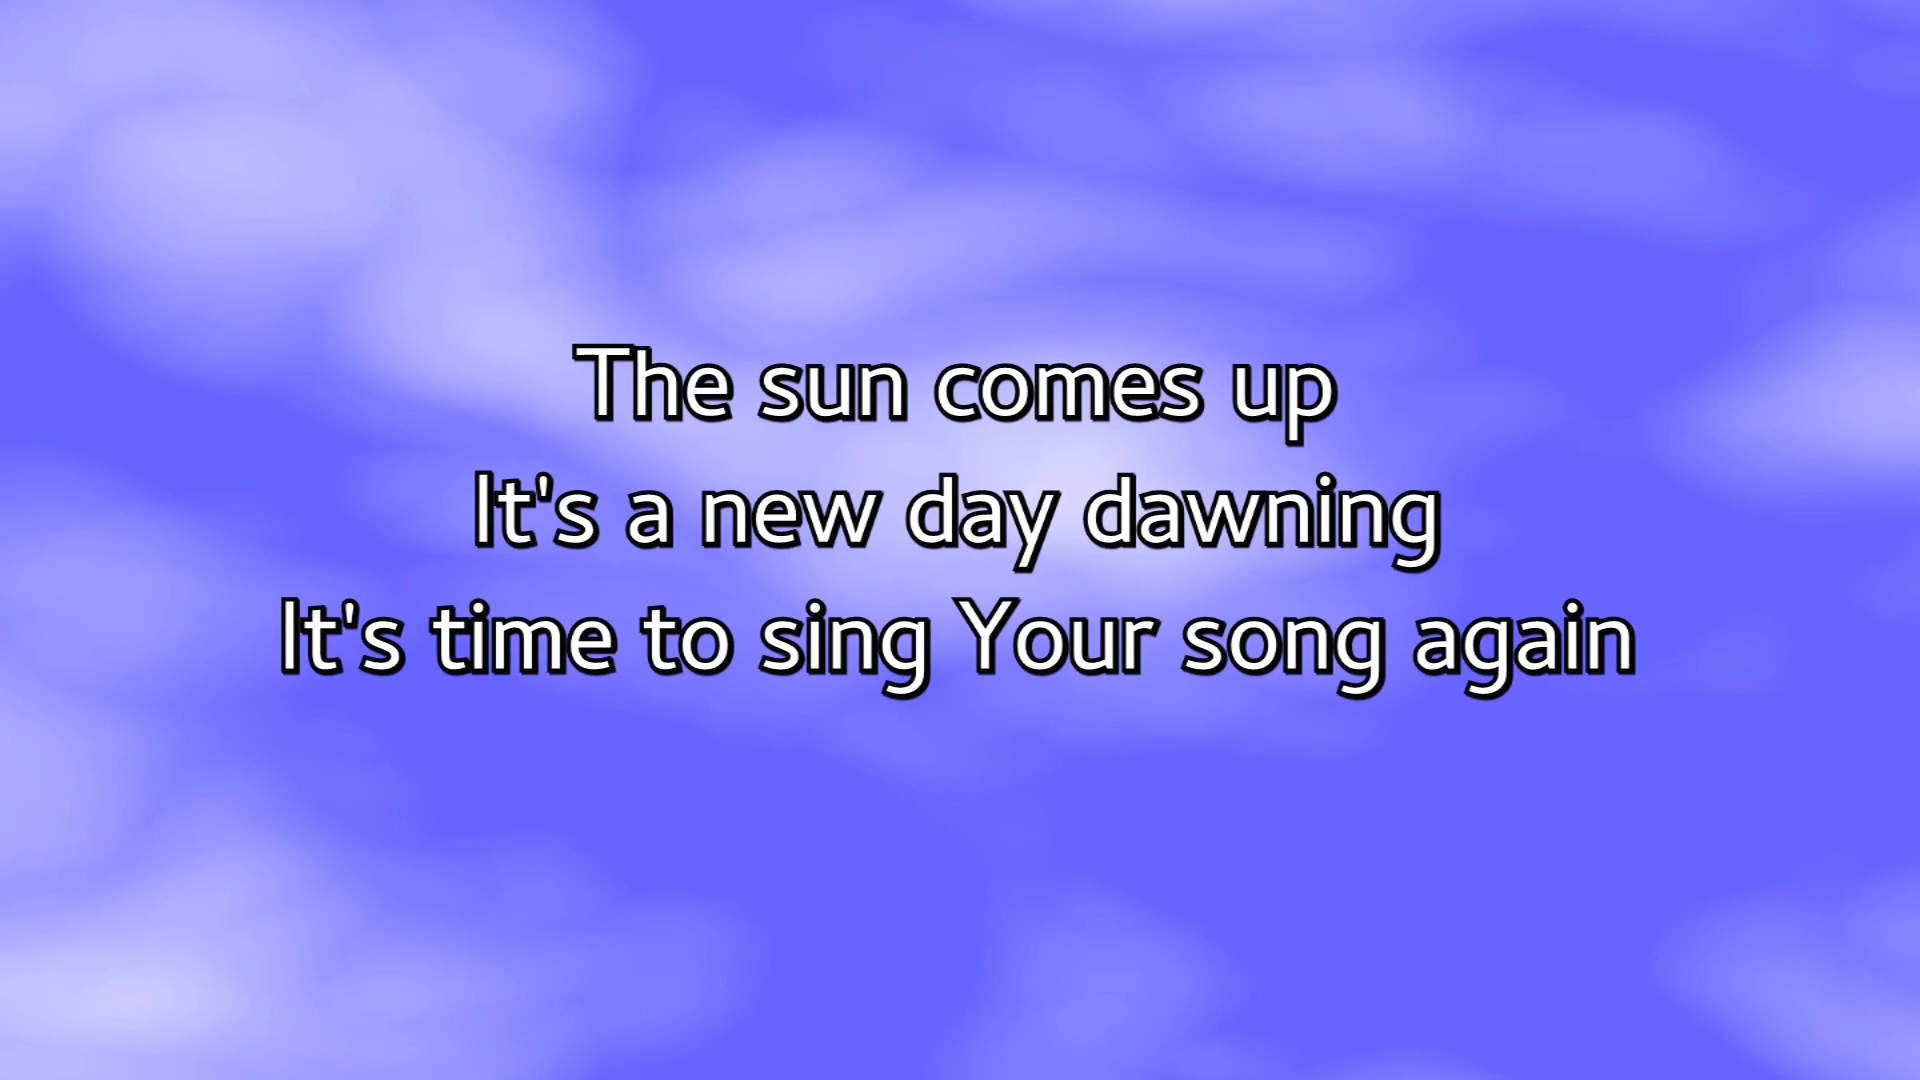 The sun comes up
It's a new day dawning
It's time to sing Your song again